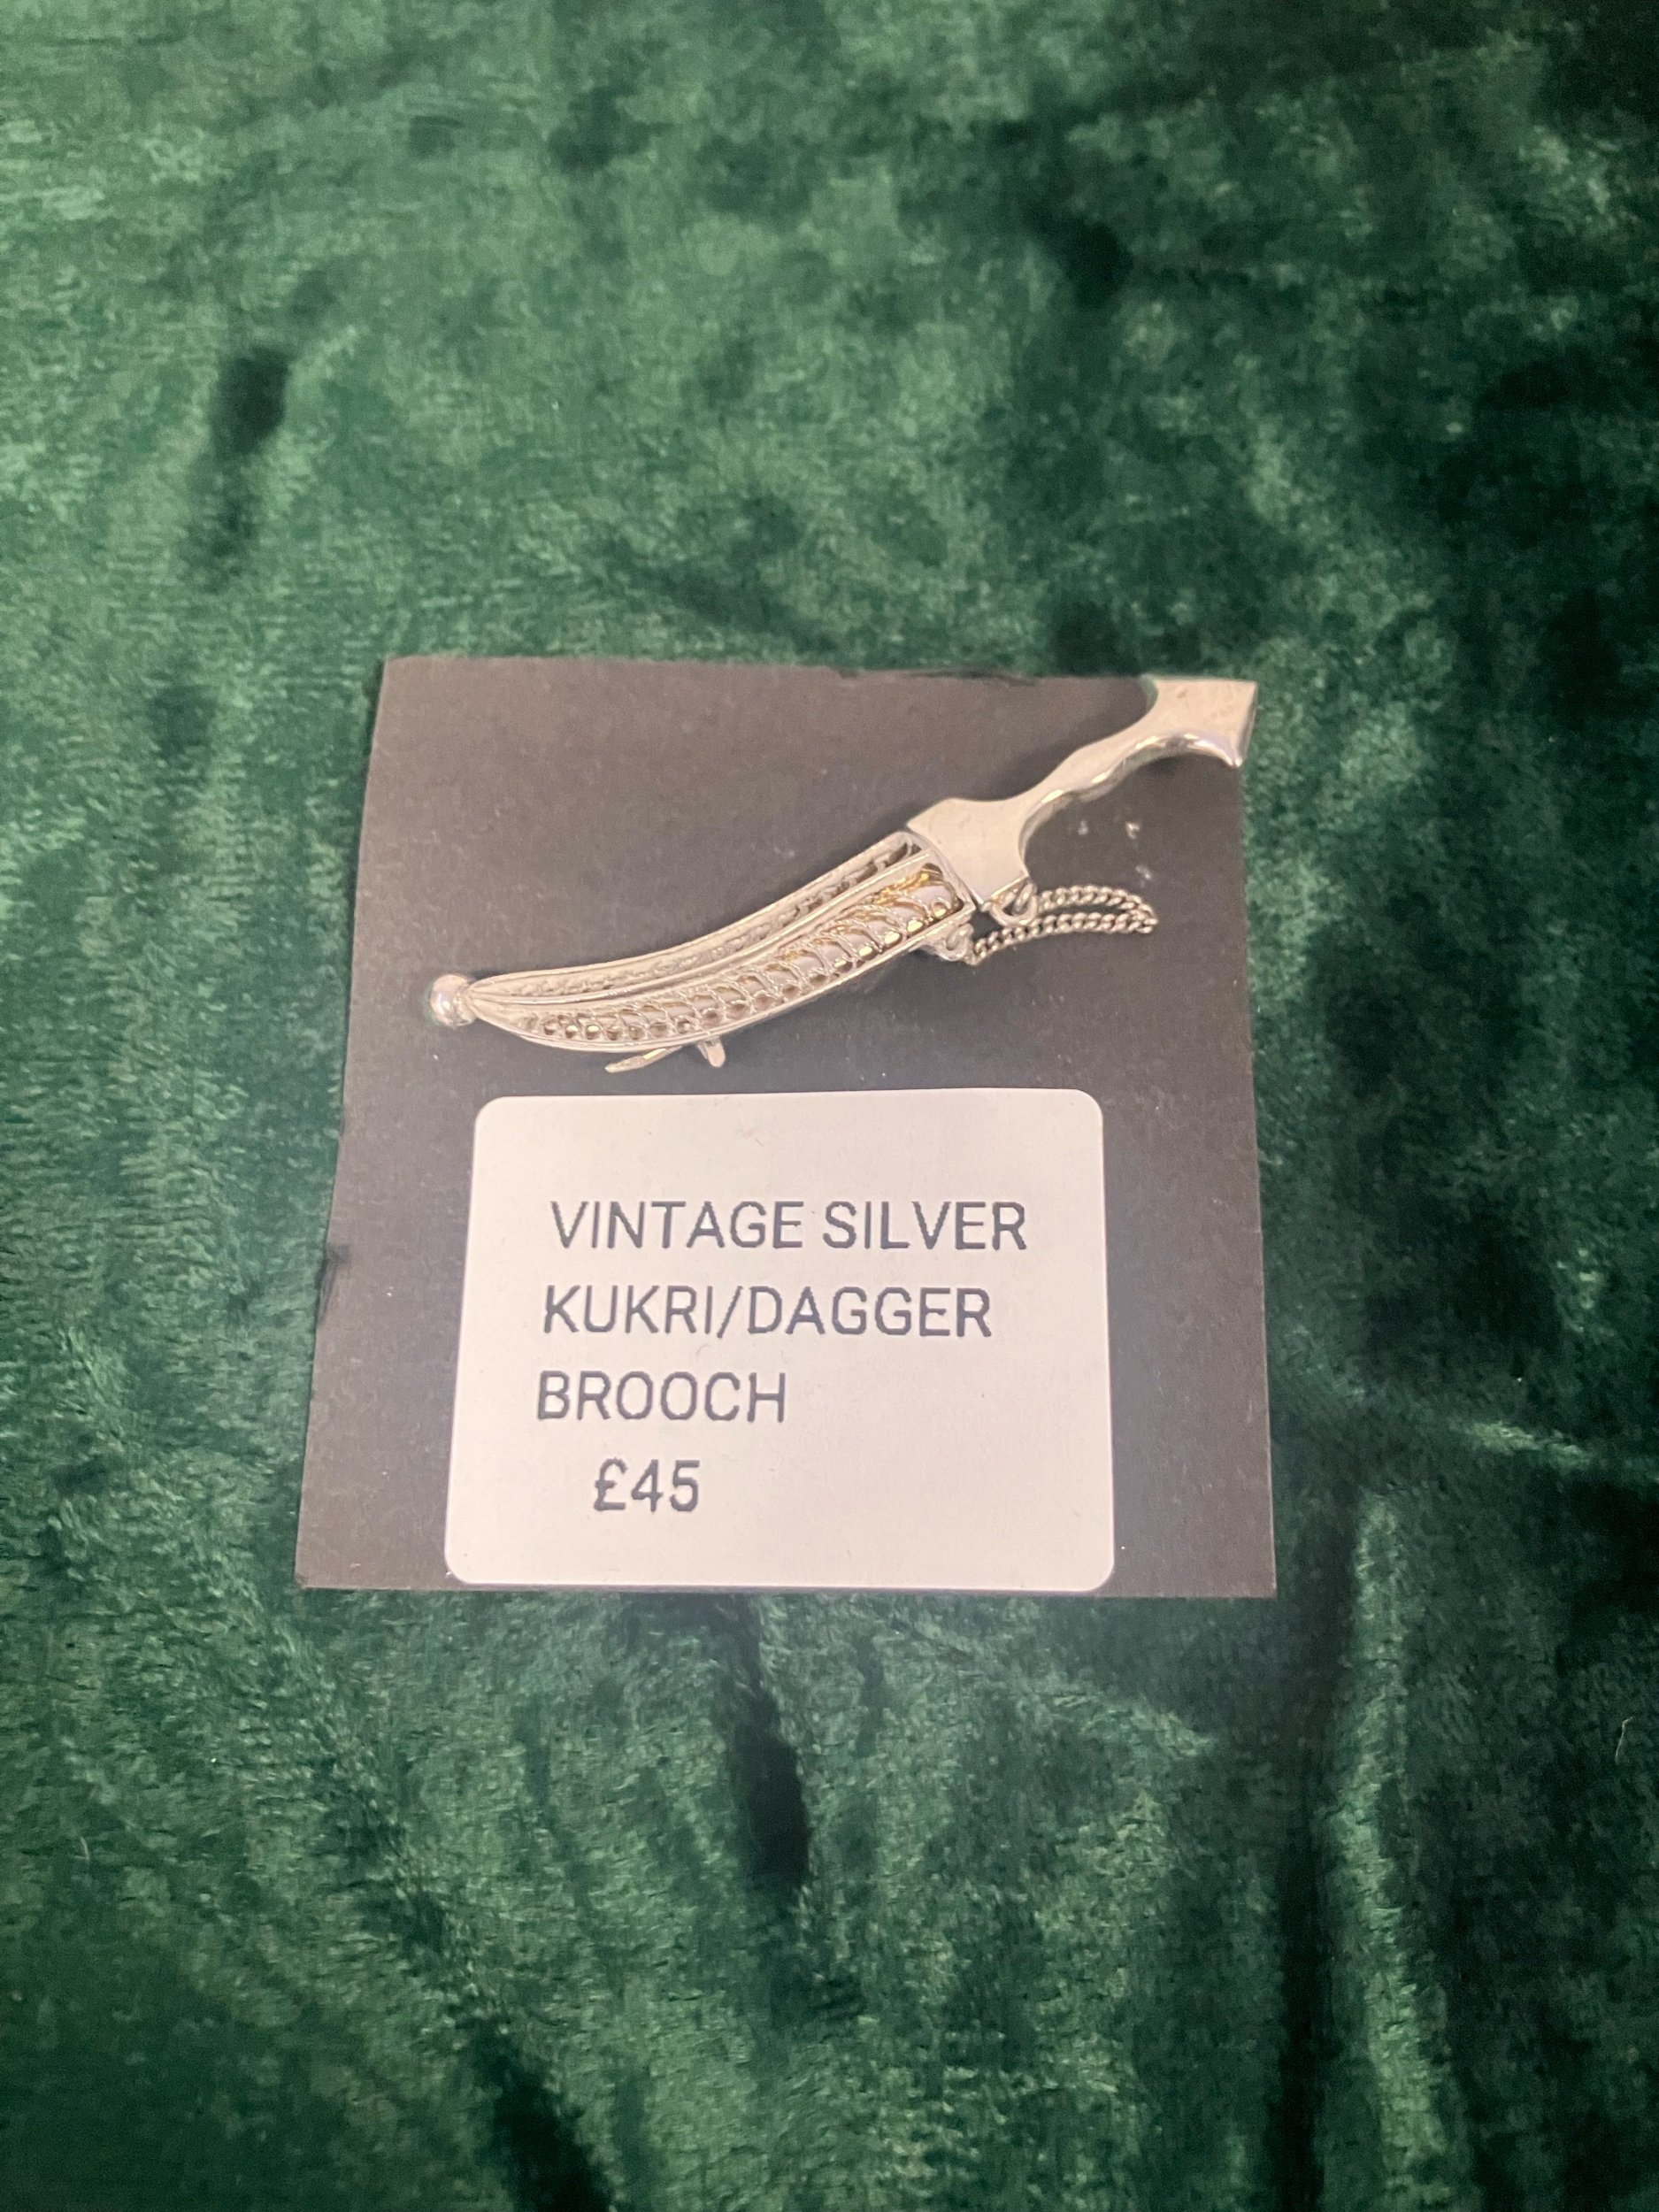 VINTAGE SILVER
KUKRI/DAGGER
BROOCH
£45